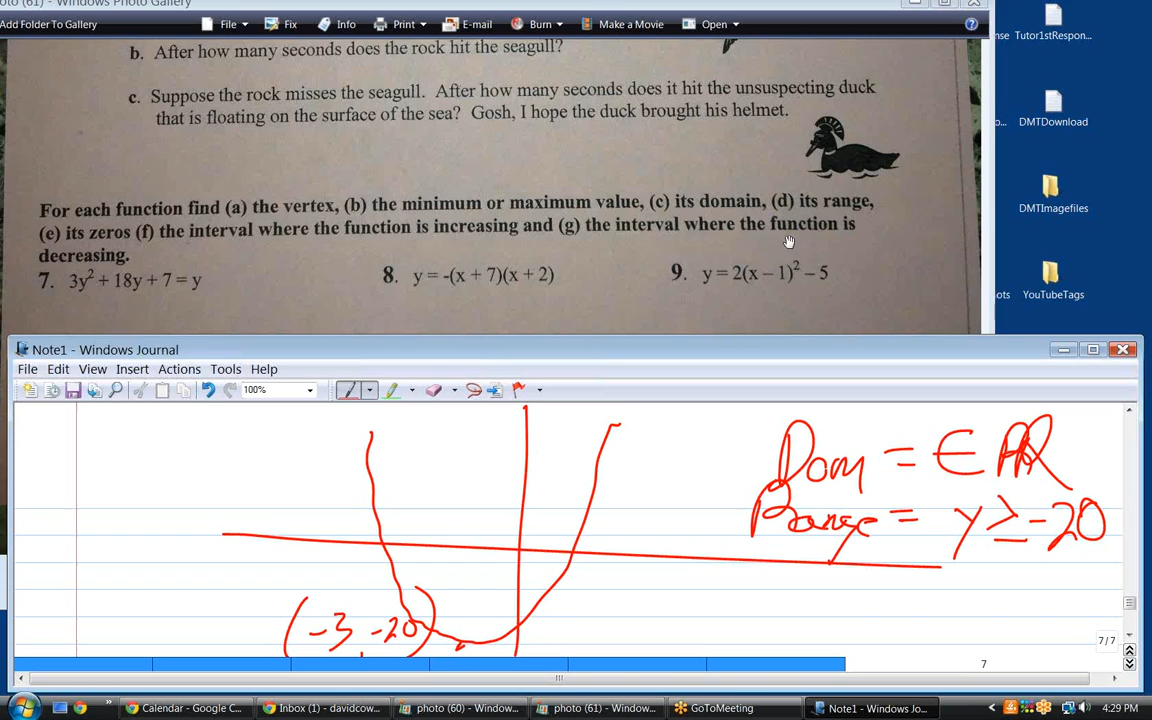 oto (61) - Windows Photo Gallery
Add Folder To Gallery File Fix Info Print E-mail Burn Make a Movie Open
b. After how many seconds does the rock hit the seagull?
c. Suppose the rock misses the seagull. After how many seconds does it hit the unsuspecting duck
that is floating on the surface of the sea? Gosh, I hope the duck brought his helmet.
For each function find (a) the vertex, (b) the minimum or maximum value, (c) its domain, (d) its range,
(e) its zeros (f) the interval where the function is increasing and (g) the interval where the function is
decreasing.
7. 3y² + 18y + 7 = y 8. y = -(x + 7)(x + 2) 9. y = 2(x – 1)² – 5
nse Tutor1stRespon...
o... DMTDownload
DMTImagefiles
ots YouTubeTags
Note1 - Windows Journal
File Edit View Insert Actions Tools Help
100%
Dom = ∈ R
Range = y ≥ -20
(-3, -20)
7/7
7
Calendar - Google C... Inbox (1) - davidcow... photo (60) - Window... photo (61) - Window... GoToMeeting Note1 - Windows Jo... 4:29 PM